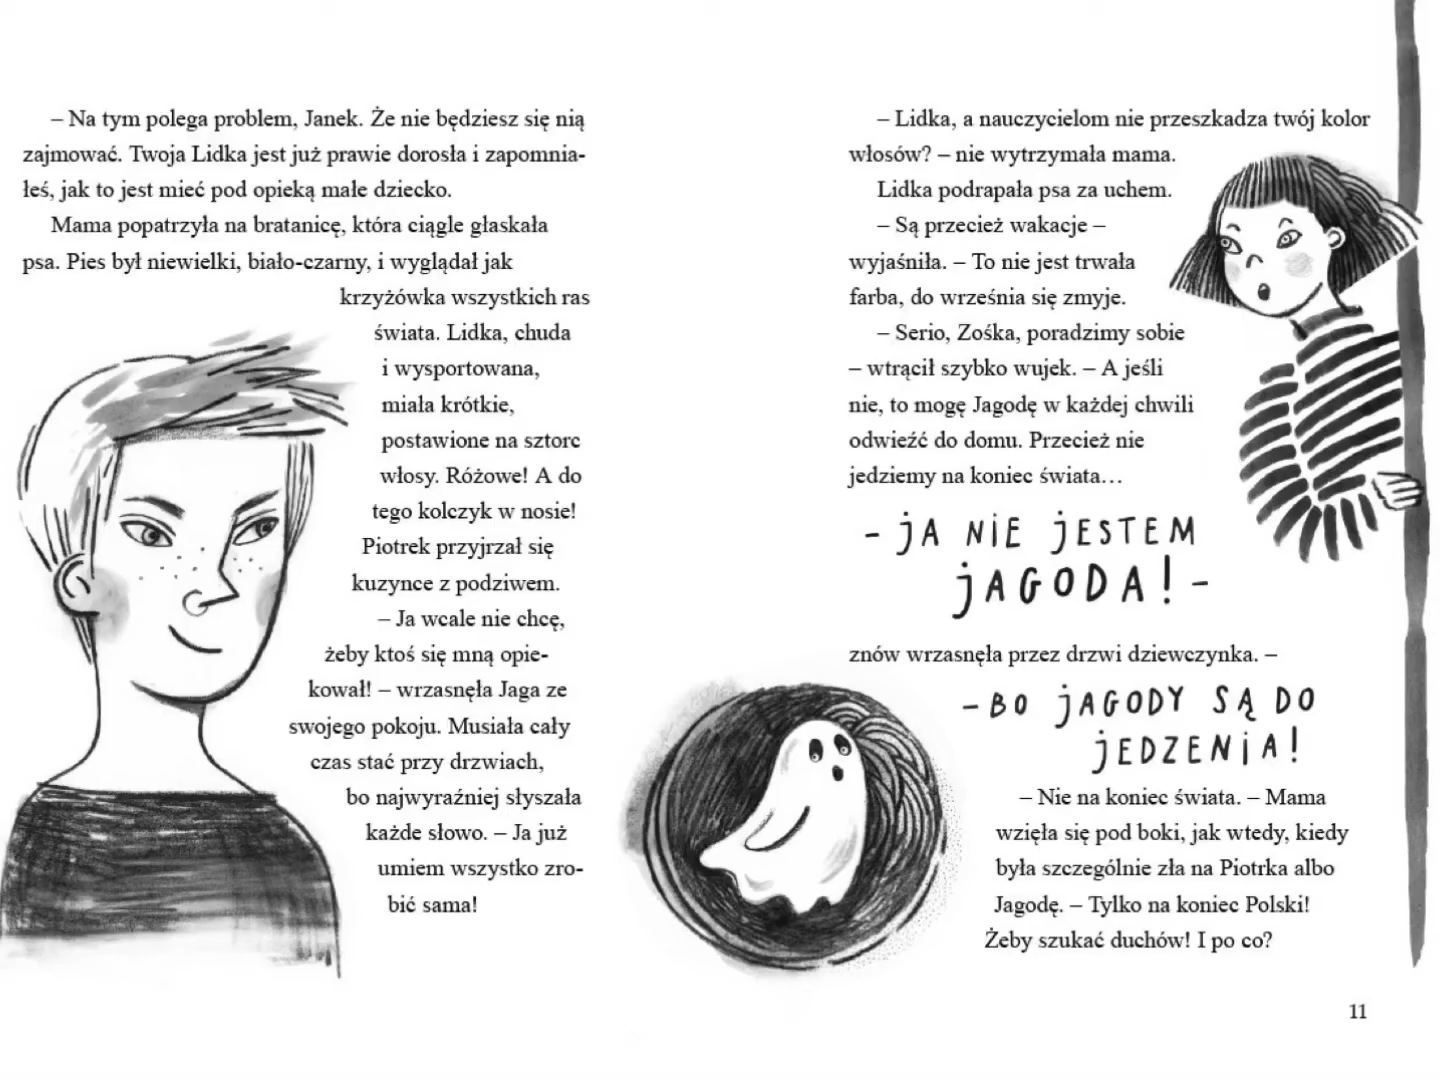 – Na tym polega problem, Janek. Że nie będziesz się nią
zajmować. Twoja Lidka jest już prawie dorosła i zapomnia-
łeś, jak to jest mieć pod opieką małe dziecko.
Mama popatrzyła na bratanicę, która ciągle głaskała
psa. Pies był niewielki, biało-czarny, i wyglądał jak
krzyżówka wszystkich ras
świata. Lidka, chuda
i wysportowana,
miała krótkie,
postawione na sztorc
włosy. Różowe! A do
tego kolczyk w nosie!
Piotrek przyjrzał się
kuzynce z podziwem.
– Ja wcale nie chcę,
żeby ktoś się mną opie-
kował! – wrzasnęła Jaga ze
swojego pokoju. Musiała cały
czas stać przy drzwiach,
bo najwyraźniej słyszała
każde słowo. – Ja już
umiem wszystko zro-
bić sama!
– Lidka, a nauczycielom nie przeszkadza twój kolor
włosów? – nie wytrzymała mama.
Lidka podrapała psa za uchem.
– Są przecież wakacje –
wyjaśniła. – To nie jest trwała
farba, do września się zmyje.
– Serio, Zośka, poradzimy sobie
– wtrącił szybko wujek. – A jeśli
nie, to mogę Jagodę w każdej chwili
odwieźć do domu. Przecież nie
jedziemy na koniec świata…
– JA NIE JESTEM
JAGODA! –
znów wrzasnęła przez drzwi dziewczynka. –
– BO JAGODY SĄ DO
JEDZENIA!
– Nie na koniec świata. – Mama
wzięła się pod boki, jak wtedy, kiedy
była szczególnie zła na Piotrka albo
Jagodę. – Tylko na koniec Polski!
Żeby szukać duchów! I po co?
11